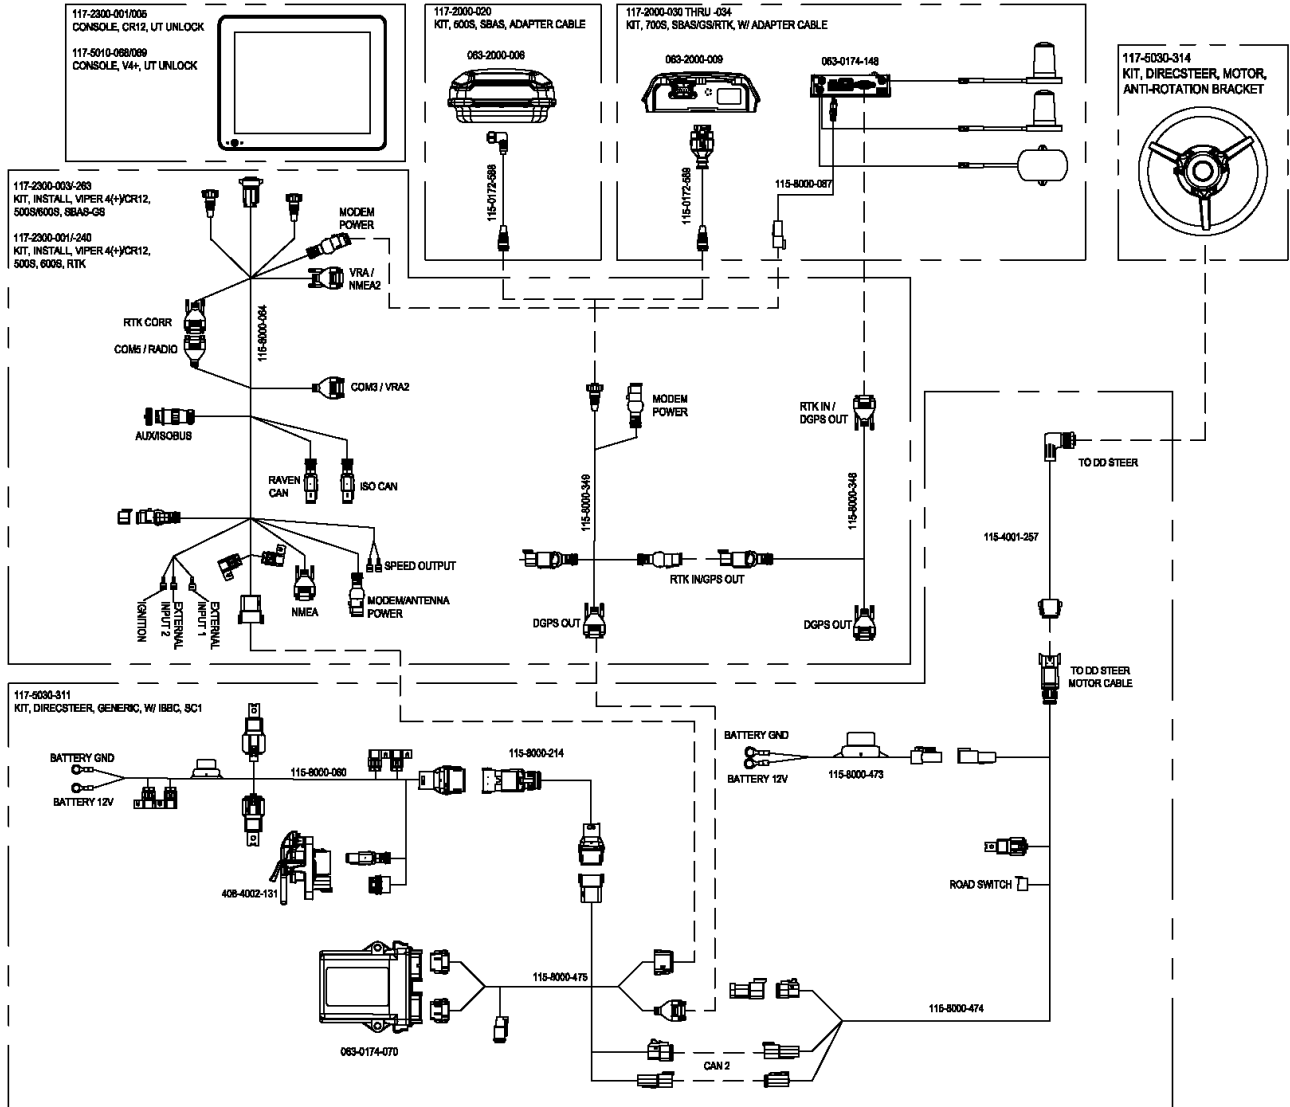 117-2300-001/005
CONSOLE, CR12, UT UNLOCK
117-5010-068/069
CONSOLE, V4+, UT UNLOCK
117-2000-020
KIT, 600S, SBAS, ADAPTER CABLE
063-2000-006
115-0172-588
117-2000-030 THRU -034
KIT, 700S, SBAS/GS/RTK, W/ ADAPTER CABLE
063-2000-009
063-0174-148
115-0172-589
115-8000-087
117-5030-314
KIT, DIRECSTEER, MOTOR,
ANTI-ROTATION BRACKET
117-2300-003/-263
KIT, INSTALL, VIPER 4(+)/CR12,
500S/600S, SBAS-GS
117-2300-001/-240
KIT, INSTALL, VIPER 4(+)/CR12,
500S, 600S, RTK
MODEM
POWER
VRA /
NMEA2
RTK CORR
COM5 / RADIO
115-8000-064
COM3 / VRA2
AUX/ISOBUS
RAVEN
CAN
ISO CAN
SPEED OUTPUT
IGNITION
EXTERNAL
INPUT 2
EXTERNAL
INPUT 1
NMEA
MODEM/ANTENNA
POWER
MODEM
POWER
115-8000-349
RTK IN/GPS OUT
DGPS OUT
RTK IN /
DGPS OUT
115-8000-348
DGPS OUT
TO DD STEER
115-4001-257
TO DD STEER
MOTOR CABLE
117-5030-311
KIT, DIRECSTEER, GENERIC, W/ IBBC, SC1
BATTERY GND
BATTERY 12V
115-8000-060
115-8000-214
408-4002-131
BATTERY GND
BATTERY 12V
115-8000-473
ROAD SWITCH
063-0174-070
115-8000-475
115-8000-474
CAN 2